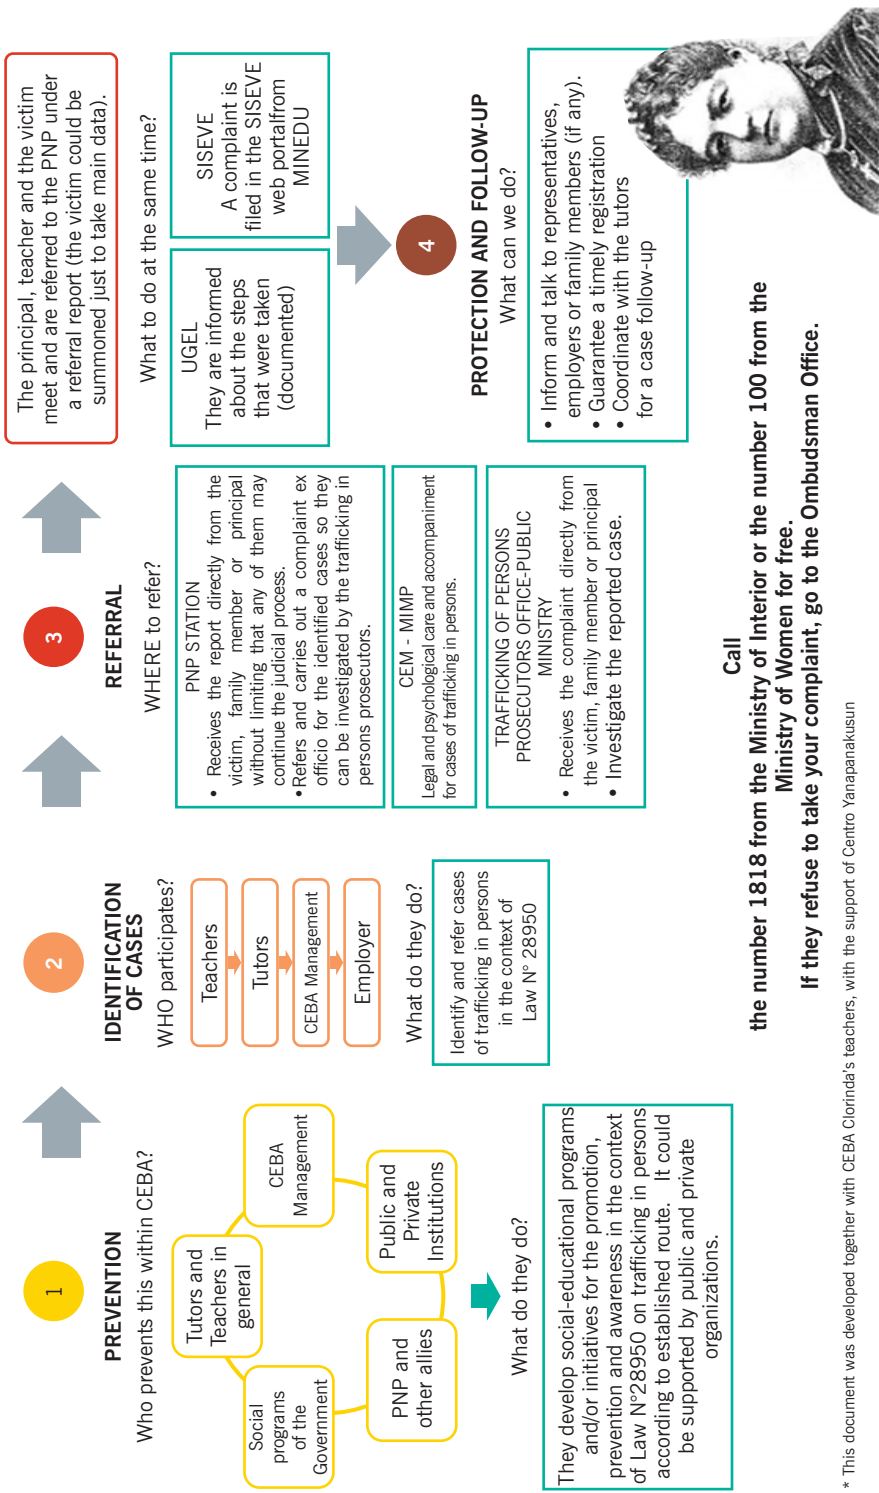 1
PREVENTION
Who prevents this within CEBA?
Tutors and
Teachers in
general
CEBA
Management
Public and
Private
Institutions
PNP and
other allies
Social
programs
of the
Government
What do they do?
They develop social-educational programs
and/or initiatives for the promotion,
prevention and awareness in the context
of Law N°28950 on trafficking in persons
according to established route. It could
be supported by public and private
organizations.
2
IDENTIFICATION
OF CASES
WHO participates?
Teachers
Tutors
CEBA Management
Employer
What do they do?
Identify and refer cases
of trafficking in persons
in the context of
Law N° 28950
3
REFERRAL
WHERE to refer?
PNP STATION
• Receives the report directly from the
victim, family member or principal
without limiting that any of them may
continue the judicial process.
• Refers and carries out a complaint ex
officio for the identified cases so they
can be investigated by the trafficking in
persons prosecutors.
CEM - MIMP
Legal and psychological care and accompaniment
for cases of trafficking in persons.
TRAFFICKING OF PERSONS
PROSECUTORS OFFICE-PUBLIC
MINISTRY
• Receives the complaint directly from
the victim, family member or principal
• Investigate the reported case.
The principal, teacher and the victim
meet and are referred to the PNP under
a referral report (the victim could be
summoned just to take main data).
What to do at the same time?
UGEL
They are informed
about the steps
that were taken
(documented)
SISEVE
A complaint is
filed in the SISEVE
web portalfrom
MINEDU
4
PROTECTION AND FOLLOW-UP
What can we do?
• Inform and talk to representatives,
employers or family members (if any).
• Guarantee a timely registration
• Coordinate with the tutors
for a case follow-up
Call
the number 1818 from the Ministry of Interior or the number 100 from the
Ministry of Women for free.
If they refuse to take your complaint, go to the Ombudsman Office.
* This document was developed together with CEBA Clorinda's teachers, with the support of Centro Yanapanakusun